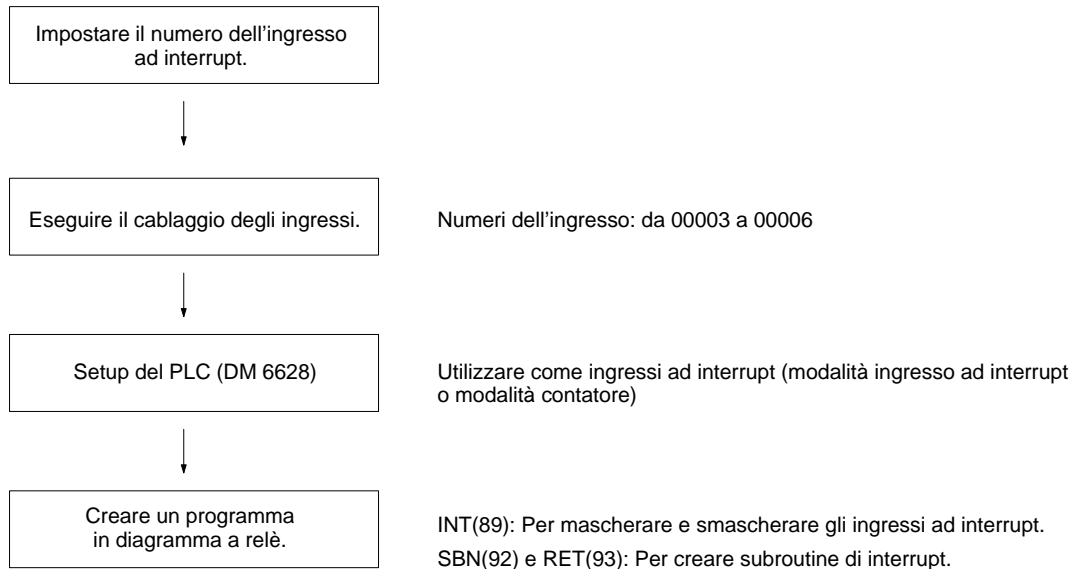 Impostare il numero dell'ingresso
ad interrupt.
Eseguire il cablaggio degli ingressi.
Numeri dell'ingresso: da 00003 a 00006
Setup del PLC (DM 6628)
Utilizzare come ingressi ad interrupt (modalità ingresso ad interrupt
o modalità contatore)
Creare un programma
in diagramma a relè.
INT(89): Per mascherare e smascherare gli ingressi ad interrupt.
SBN(92) e RET(93): Per creare subroutine di interrupt.